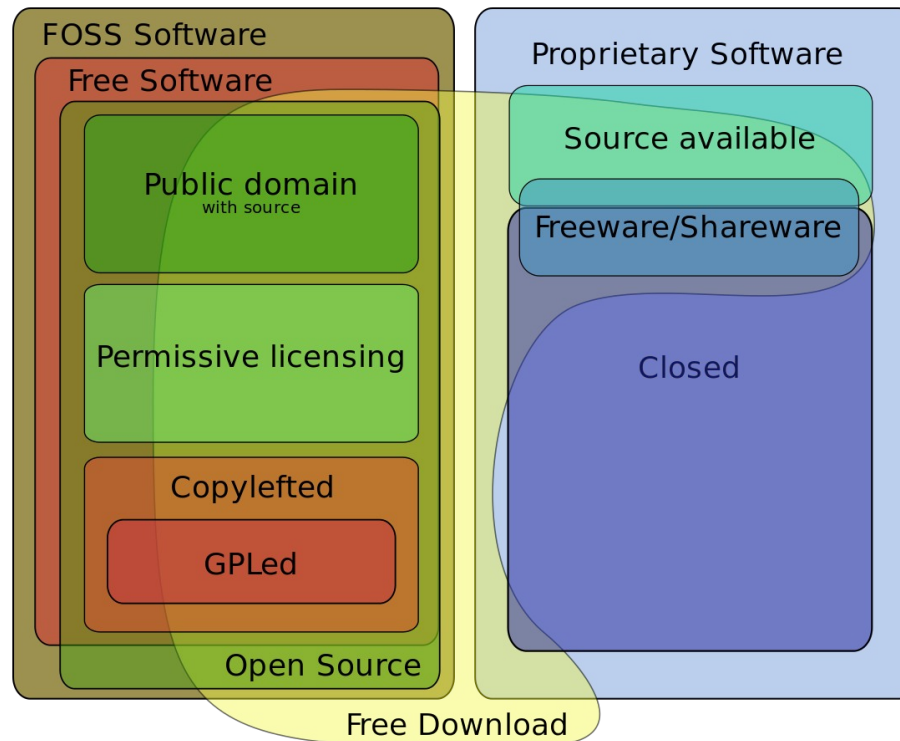 FOSS Software
Free Software
Public domain
with source
Permissive licensing
Copylefted
GPLed
Open Source
Free Download
Proprietary Software
Source available
Freeware/Shareware
Closed